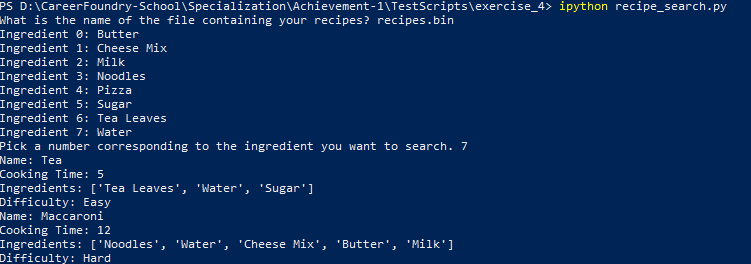 PS D:\CareerFoundry-School\Specialization\Achievement-1\TestScripts\exercise_4> ipython recipe_search.py
What is the name of the file containing your recipes? recipes.bin
Ingredient 0: Butter
Ingredient 1: Cheese Mix
Ingredient 2: Milk
Ingredient 3: Noodles
Ingredient 4: Pizza
Ingredient 5: Sugar
Ingredient 6: Tea Leaves
Ingredient 7: Water
Pick a number corresponding to the ingredient you want to search. 7
Name: Tea
Cooking Time: 5
Ingredients: ['Tea Leaves', 'Water', 'Sugar']
Difficulty: Easy
Name: Maccaroni
Cooking Time: 12
Ingredients: ['Noodles', 'Water', 'Cheese Mix', 'Butter', 'Milk']
Difficulty: Hard